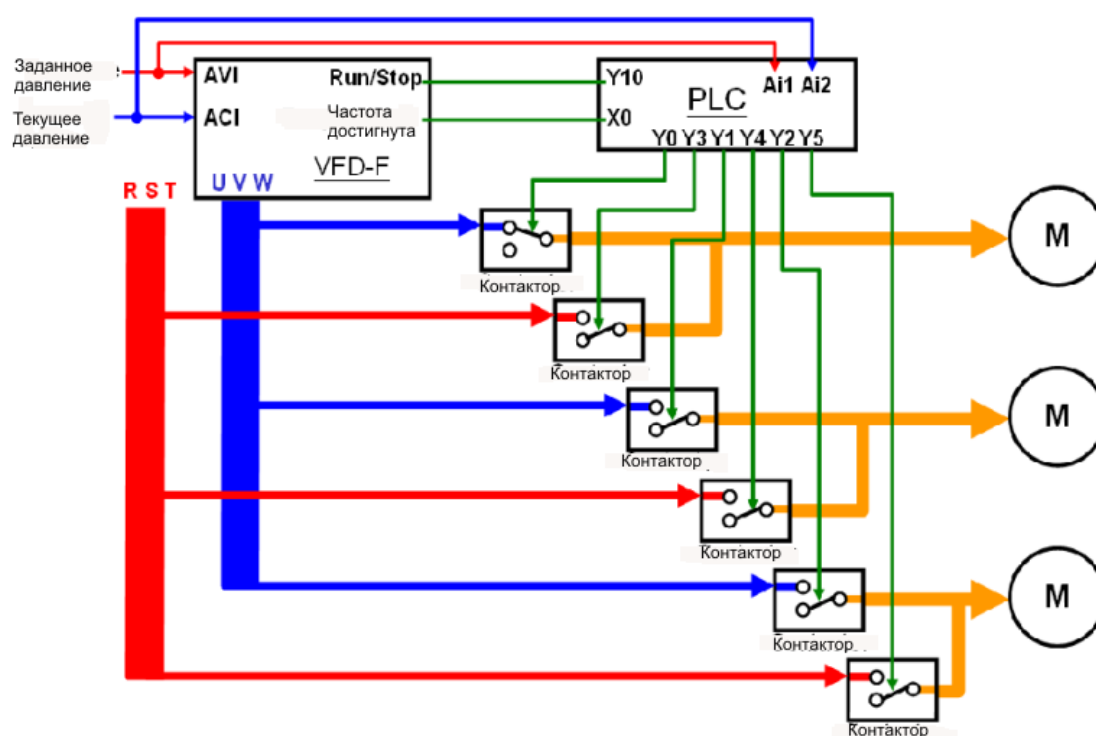 Заданное
давление
Текущее
давление
AVI
ACI
Run/Stop
Частота
достигнута
VFD-F
U V W
R S T
Y10
X0
PLC
Ai1 Ai2
Y0 Y3 Y1 Y4 Y2 Y5
Контактор
Контактор
Контактор
Контактор
Контактор
Контактор
M
M
M